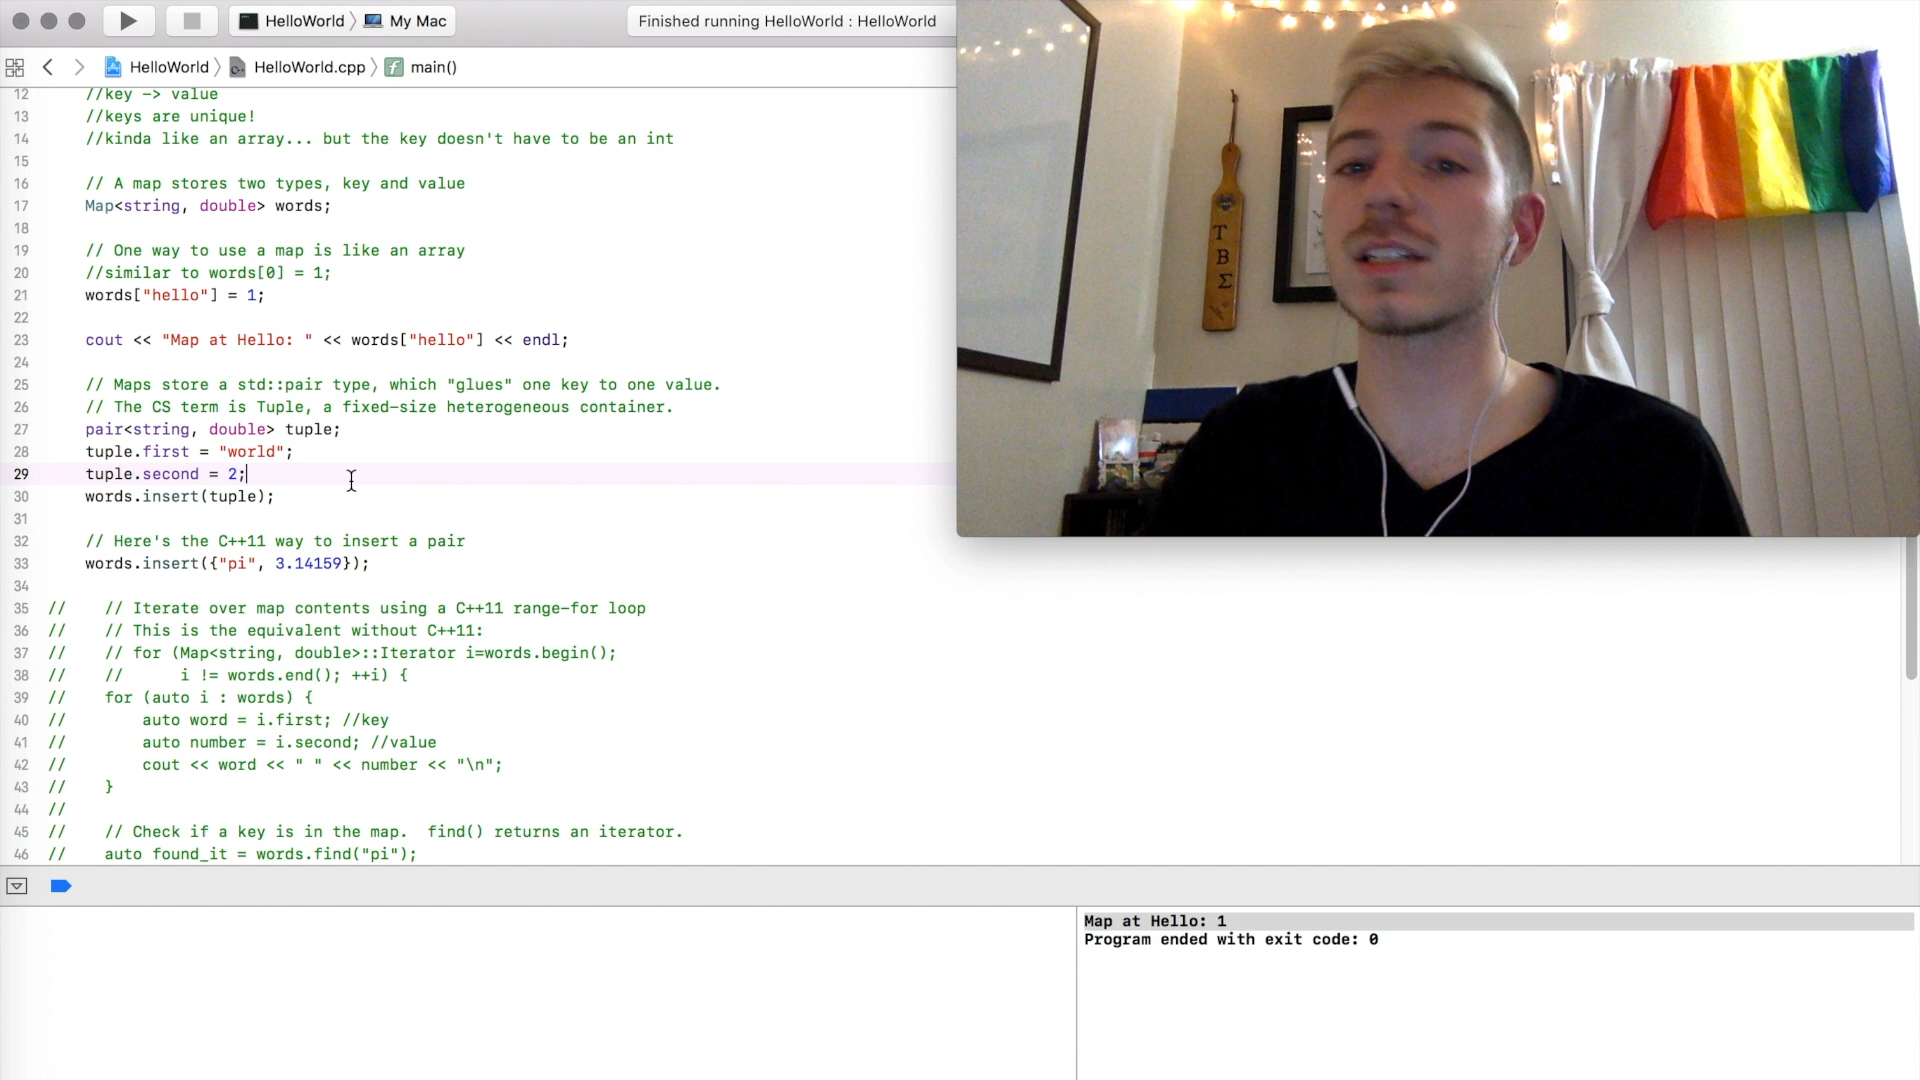 HelloWorld 〉 My Mac
Finished running HelloWorld : HelloWorld
HelloWorld 〉 HelloWorld.cpp 〉 f main()
12 //key -> value
13 //keys are unique!
14 //kinda like an array... but the key doesn't have to be an int
15
16 // A map stores two types, key and value
17 Map<string, double> words;
18
19 // One way to use a map is like an array
20 //similar to words[0] = 1;
21 words["hello"] = 1;
22
23 cout << "Map at Hello: " << words["hello"] << endl;
24
25 // Maps store a std::pair type, which "glues" one key to one value.
26 // The CS term is Tuple, a fixed-size heterogeneous container.
27 pair<string, double> tuple;
28 tuple.first = "world";
29 tuple.second = 2;
30 words.insert(tuple);
31
32 // Here's the C++11 way to insert a pair
33 words.insert({"pi", 3.14159});
34
35 //    // Iterate over map contents using a C++11 range-for loop
36 //    // This is the equivalent without C++11:
37 //    // for (Map<string, double>::Iterator i=words.begin();
38 //    //      i != words.end(); ++i) {
39 //    for (auto i : words) {
40 //        auto word = i.first; //key
41 //        auto number = i.second; //value
42 //        cout << word << " " << number << "\n";
43 //    }
44 //
45 //    // Check if a key is in the map.  find() returns an iterator.
46 //    auto found_it = words.find("pi");
Τ
Β
Σ
Map at Hello: 1
Program ended with exit code: 0